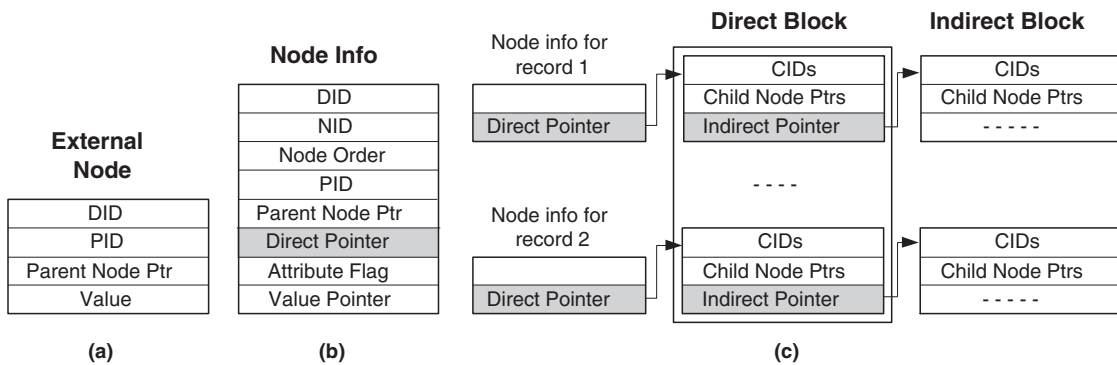 External
Node
DID
PID
Parent Node Ptr
Value
(a)
Node Info
DID
NID
Node Order
PID
Parent Node Ptr
Direct Pointer
Attribute Flag
Value Pointer
(b)
Direct Block
Indirect Block
Node info for
record 1
Direct Pointer
CIDs
Child Node Ptrs
Indirect Pointer
CIDs
Child Node Ptrs
- - - - -
- - - -
Node info for
record 2
Direct Pointer
CIDs
Child Node Ptrs
Indirect Pointer
CIDs
Child Node Ptrs
- - - - -
(c)